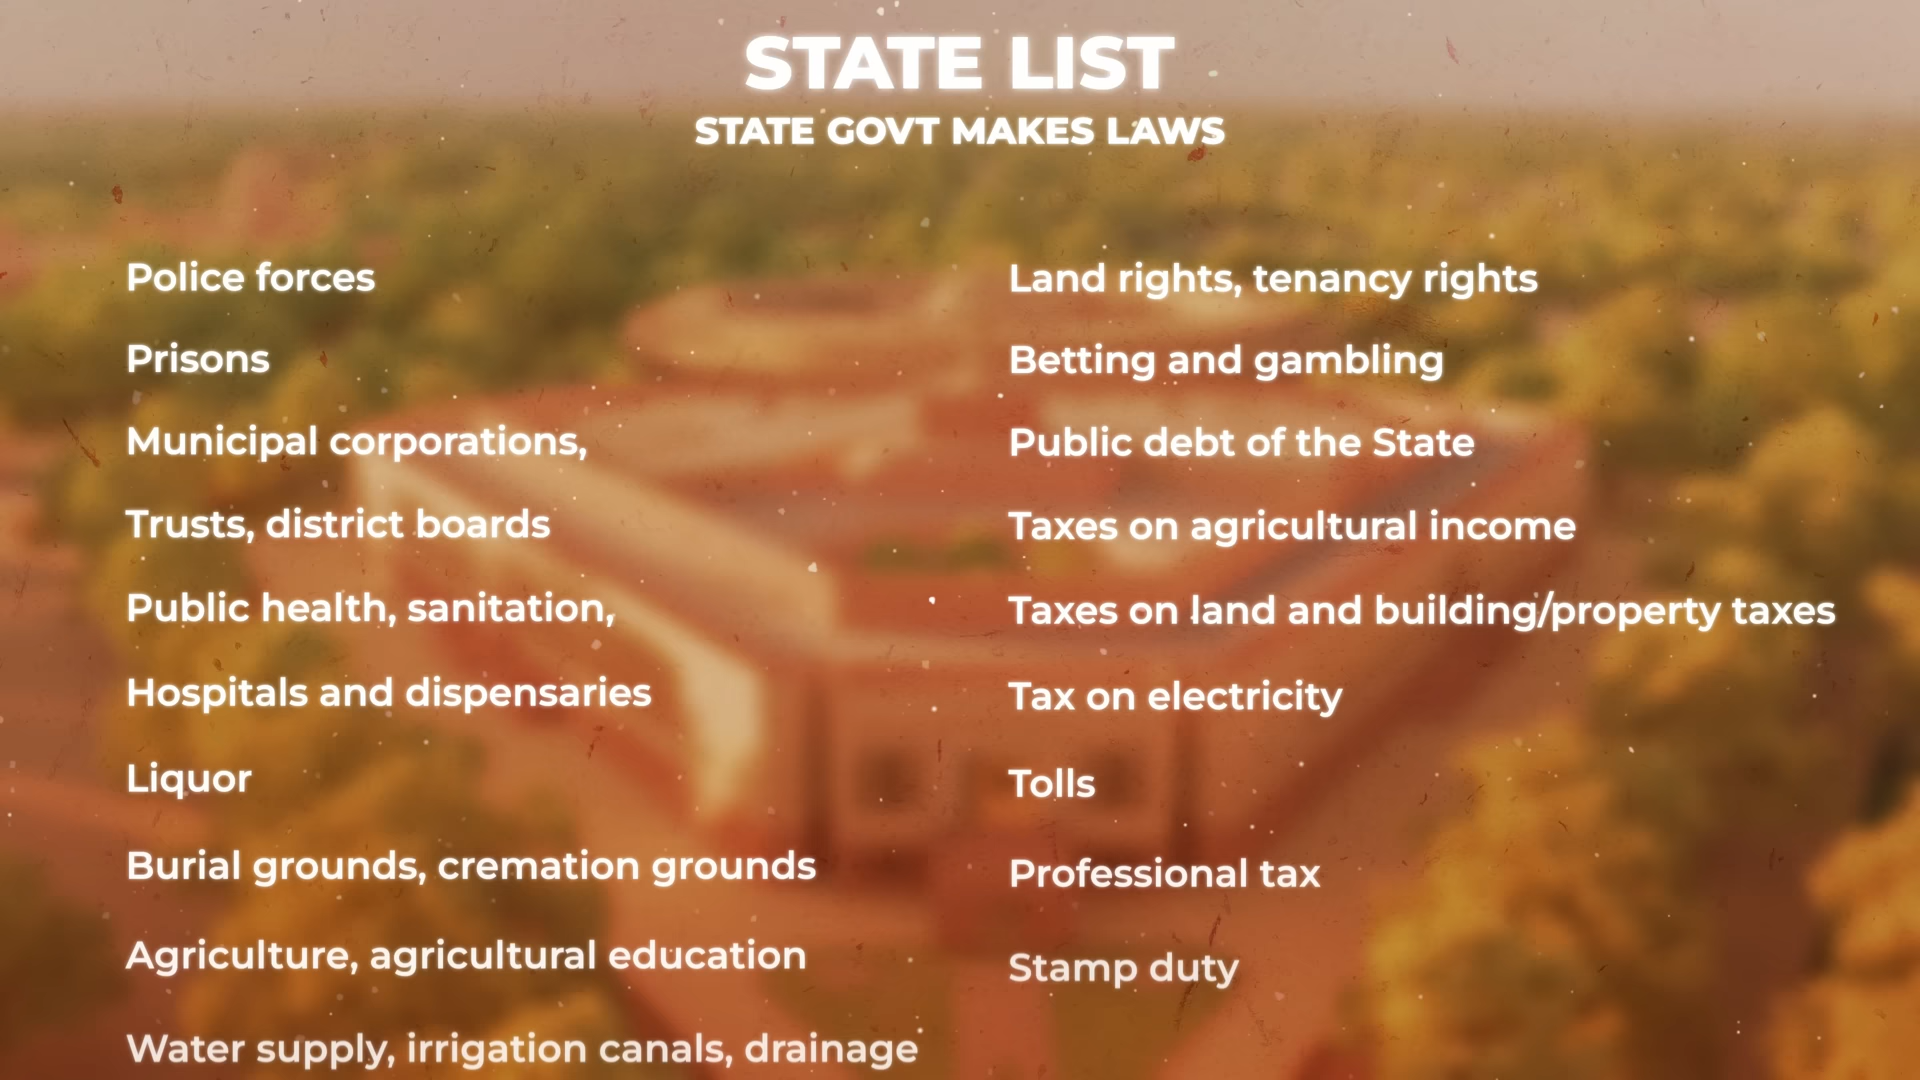 STATE LIST
STATE GOVT MAKES LAWS
Police forces
Prisons
Municipal corporations,
Trusts, district boards
Public health, sanitation,
Hospitals and dispensaries
Liquor
Burial grounds, cremation grounds
Agriculture, agricultural education
Water supply, irrigation canals, drainage
Land rights, tenancy rights
Betting and gambling
Public debt of the State
Taxes on agricultural income
Taxes on land and building/property taxes
Tax on electricity
Tolls
Professional tax
Stamp duty